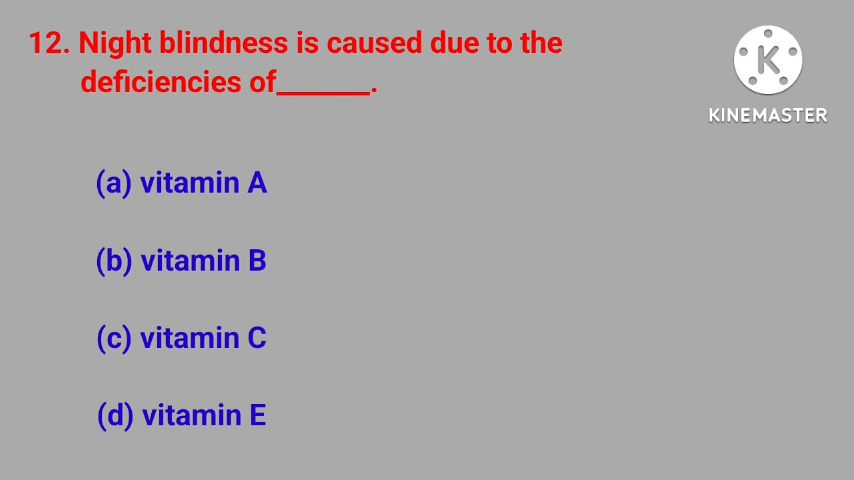 12. Night blindness is caused due to the
deficiencies of______.
KINEMASTER
(a) vitamin A
(b) vitamin B
(c) vitamin C
(d) vitamin E